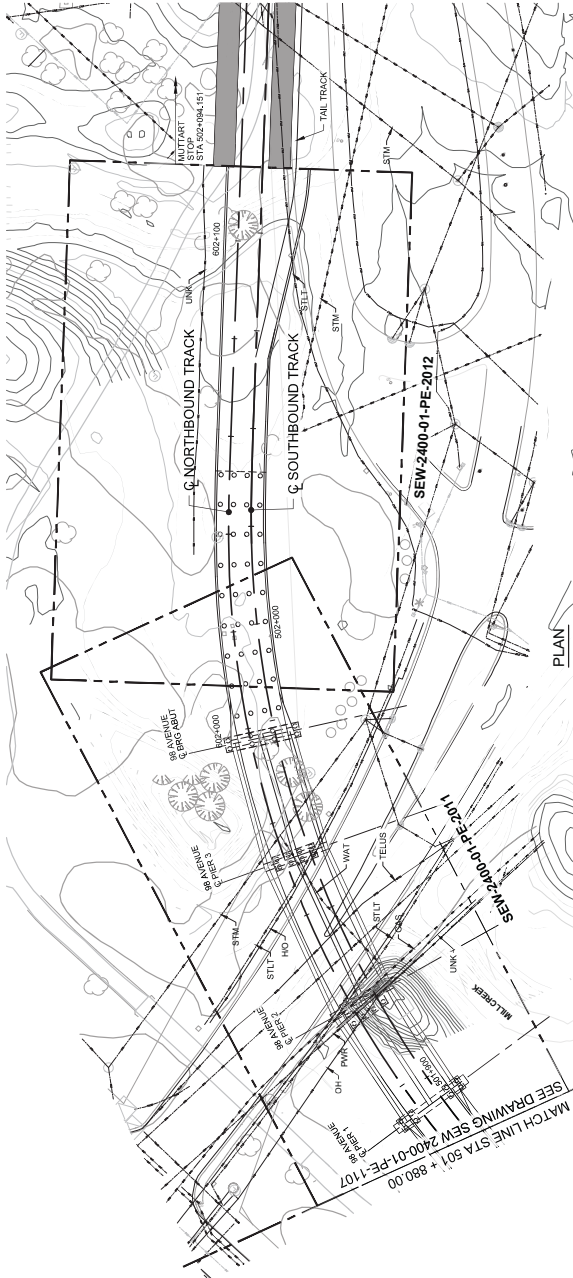 MUTTART
STOP
STA 502+094.151
TAIL TRACK
STM
UNK
602+100
STLT
STM
℄ NORTHBOUND TRACK
℄ SOUTHBOUND TRACK
SEW-2400-01-PE-2012
502+000
602+000
98 AVENUE
℄ BRG ABUT
PLAN
98 AVENUE
℄ PIER 3
WAT
TELUS
STM
STLT
H/O
STLT
GAS
UNK
SEW-2400-01-PE-2011
98 AVENUE
℄ PIER 2
PWR
OH
MILLCREEK
501+900
98 AVENUE
℄ PIER 1
MATCH LINE STA 501 + 880.00
SEE DRAWING SEW 2400-01-PE-1107